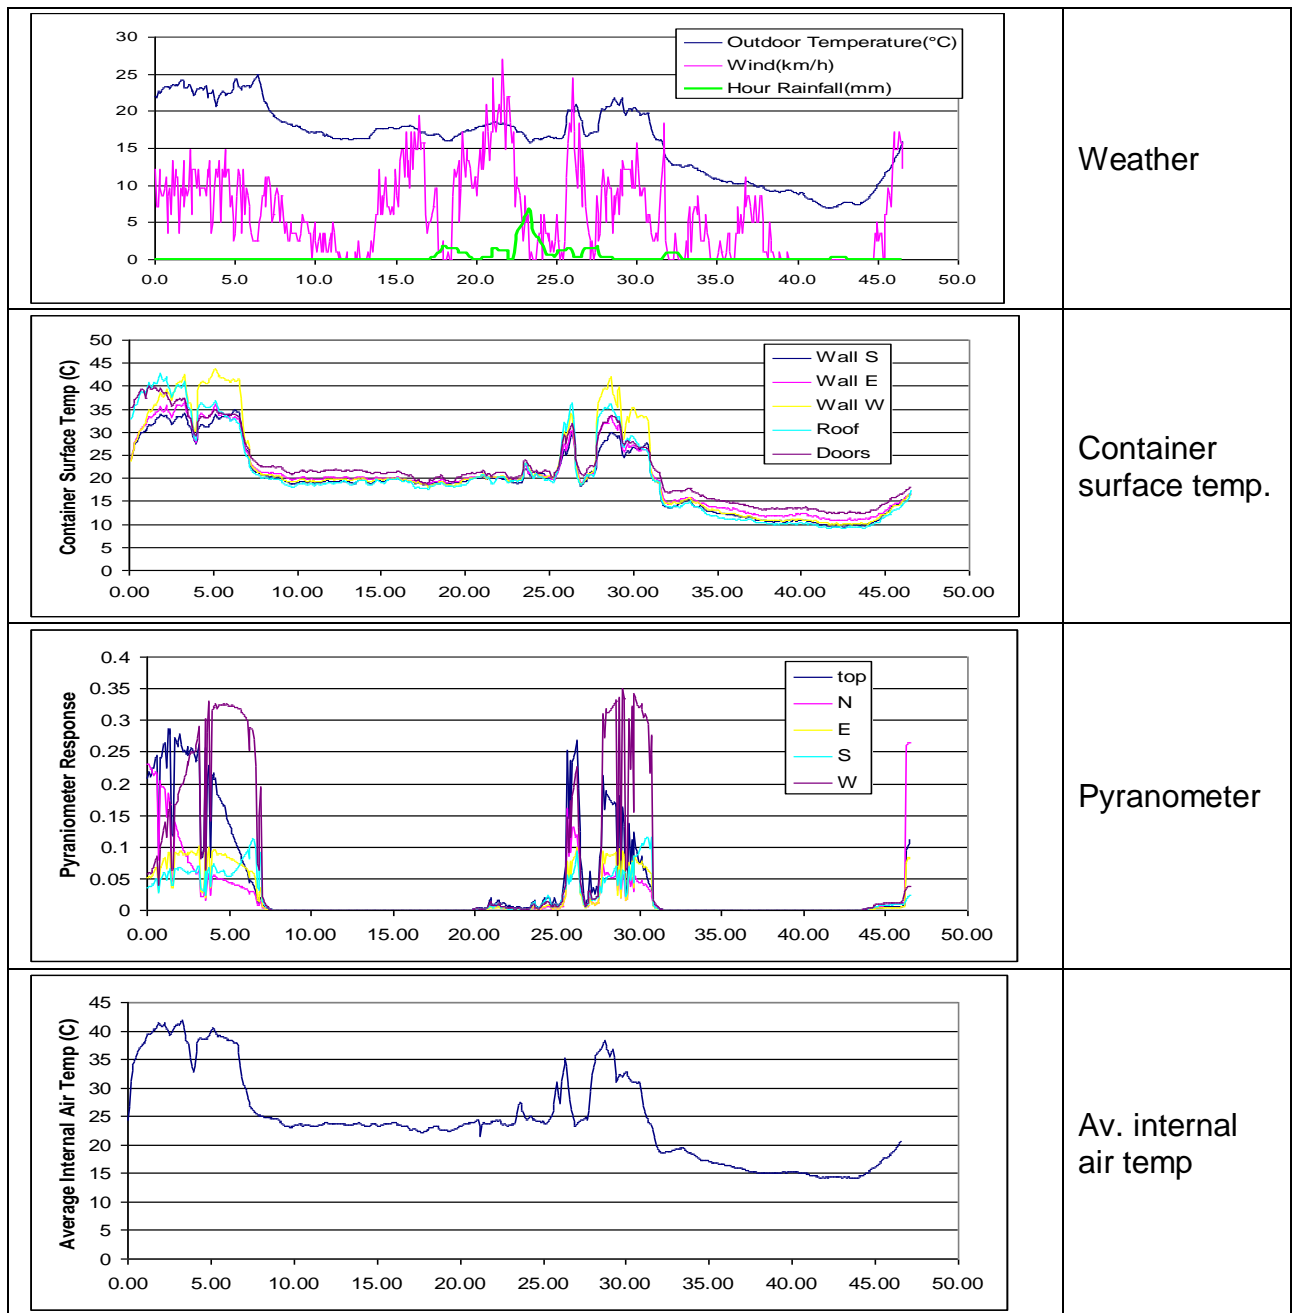 30
25
20
15
10
5
0
0.0 5.0 10.0 15.0 20.0 25.0 30.0 35.0 40.0 45.0 50.0
Outdoor Temperature(°C)
Wind(km/h)
Hour Rainfall(mm)
Weather
Container Surface Temp (C)
50
45
40
35
30
25
20
15
10
5
0
0.00 5.00 10.00 15.00 20.00 25.00 30.00 35.00 40.00 45.00 50.00
Wall S
Wall E
Wall W
Roof
Doors
Container
surface temp.
Pyraniometer Response
0.4
0.35
0.3
0.25
0.2
0.15
0.1
0.05
0
0.00 5.00 10.00 15.00 20.00 25.00 30.00 35.00 40.00 45.00 50.00
top
N
E
S
W
Pyranometer
Average Internal Air Temp (C)
45
40
35
30
25
20
15
10
5
0
0.00 5.00 10.00 15.00 20.00 25.00 30.00 35.00 40.00 45.00 50.00
Av. internal
air temp